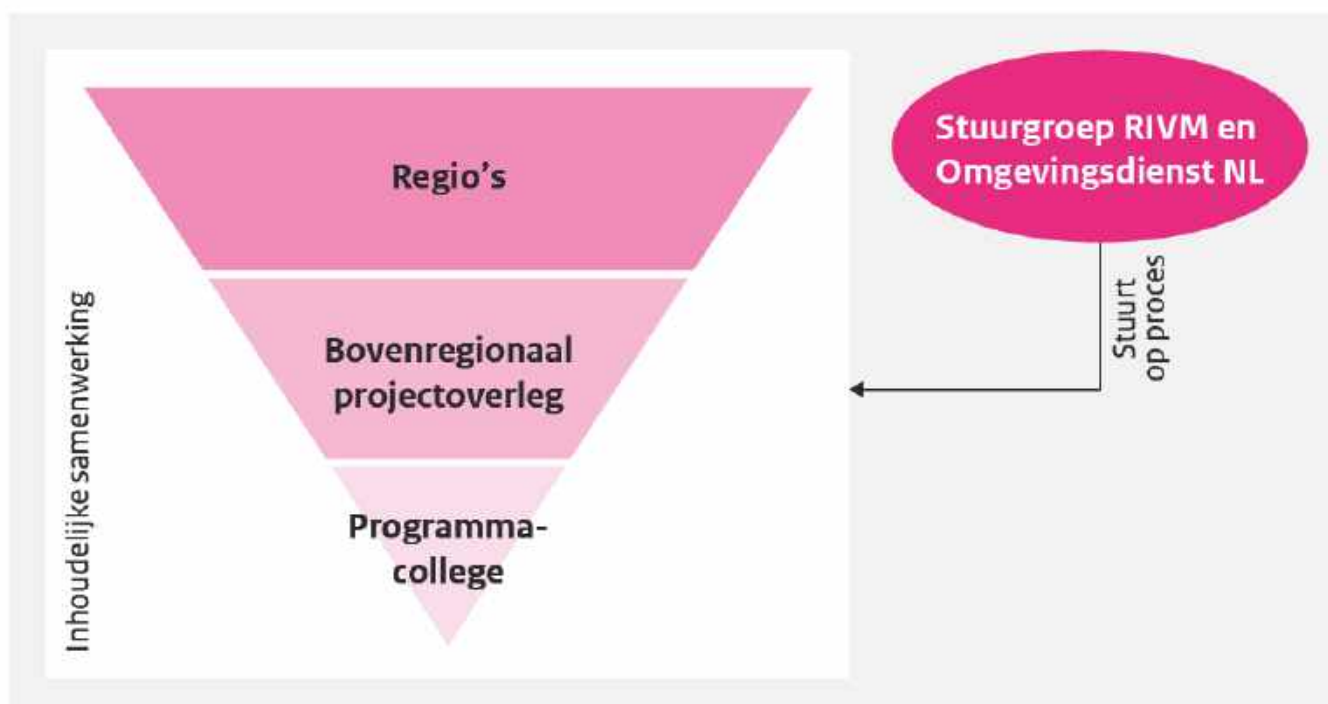 Regio's
Bovenregionaal
projectoverleg
Programma-
college
Inhoudelijke samenwerking
Stuurgroep RIVM en
Omgevingsdienst NL
Stuurt
op proces